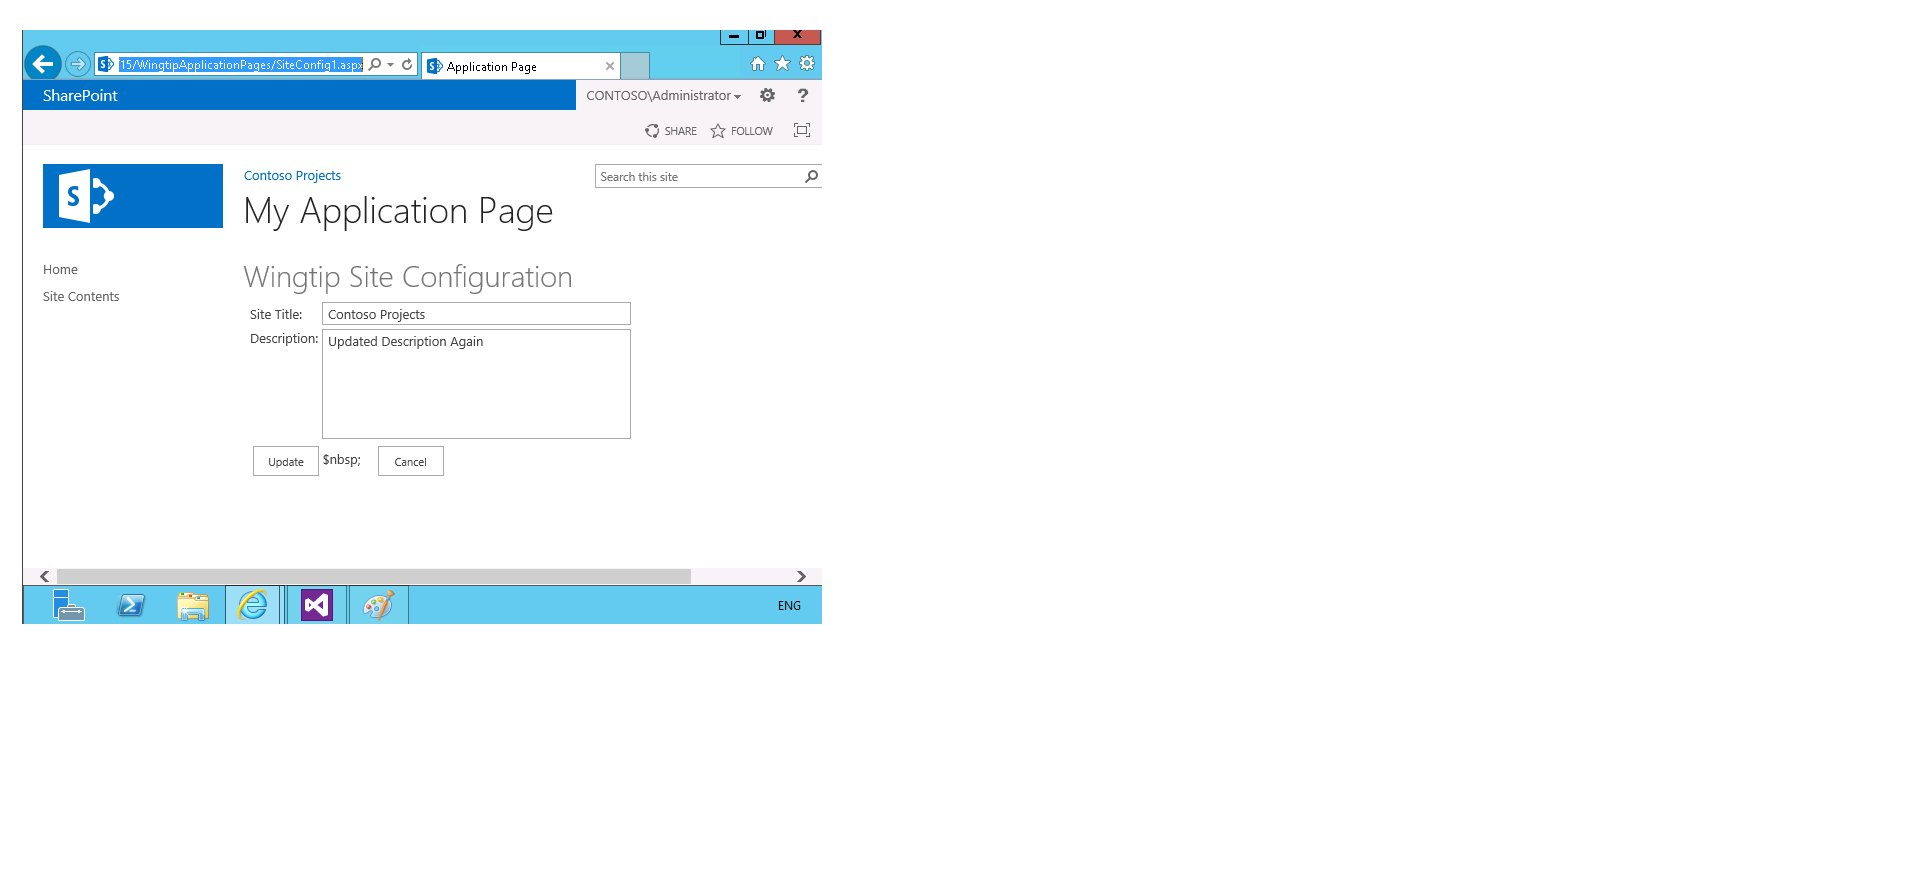 15/WingtipApplicationPages/SiteConfig1.aspx
Application Page
SharePoint
CONTOSO\Administrator
?
SHARE
FOLLOW
Contoso Projects
Search this site
My Application Page
Home
Site Contents
Wingtip Site Configuration
Site Title:
Contoso Projects
Description:
Updated Description Again
Update
$nbsp;
Cancel
ENG